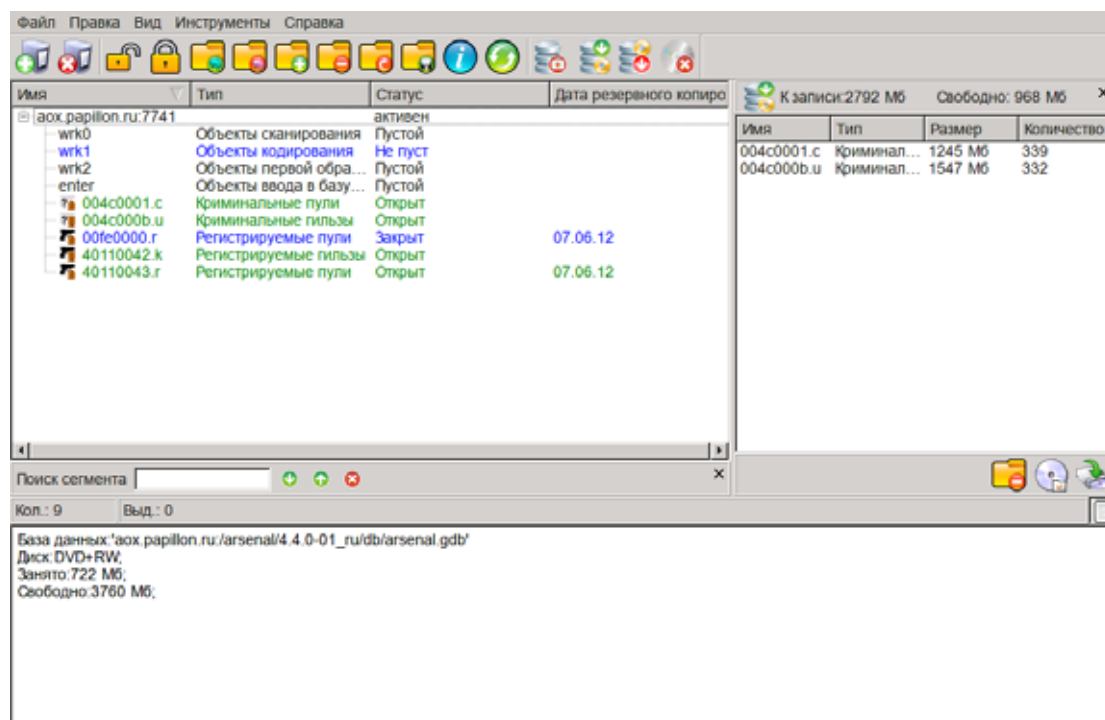 Файл Правка Вид Инструменты Справка
Имя Тип Статус Дата резервного копиро
aox.papillon.ru:7741 активен
wrk0 Объекты сканирования Пустой
wrk1 Объекты кодирования Не пуст
wrk2 Объекты первой обра... Пустой
enter Объекты ввода в базу... Пустой
004c0001.c Криминальные пули Открыт
004c000b.u Криминальные гильзы Открыт
00fe0000.r Регистрируемые пули Закрыт 07.06.12
40110042.k Регистрируемые гильзы Открыт
40110043.r Регистрируемые пули Открыт 07.06.12
К записи:2792 Мб Свободно: 968 Мб
Имя Тип Размер Количество
004c0001.c Криминал... 1245 Мб 339
004c000b.u Криминал... 1547 Мб 332
Поиск сегмента
Кол.: 9 Выд.: 0
База данных:'aox.papillon.ru:/arsenal/4.4.0-01_ru/db/arsenal.gdb'
Диск:DVD+RW;
Занято:722 Мб;
Свободно:3760 Мб;